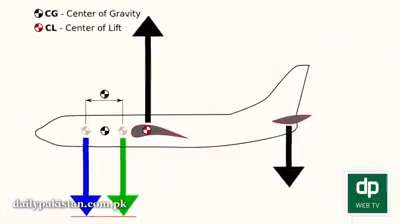 CG - Center of Gravity
CL - Center of Lift
dailypakistan.com.pk
dp
WEB TV